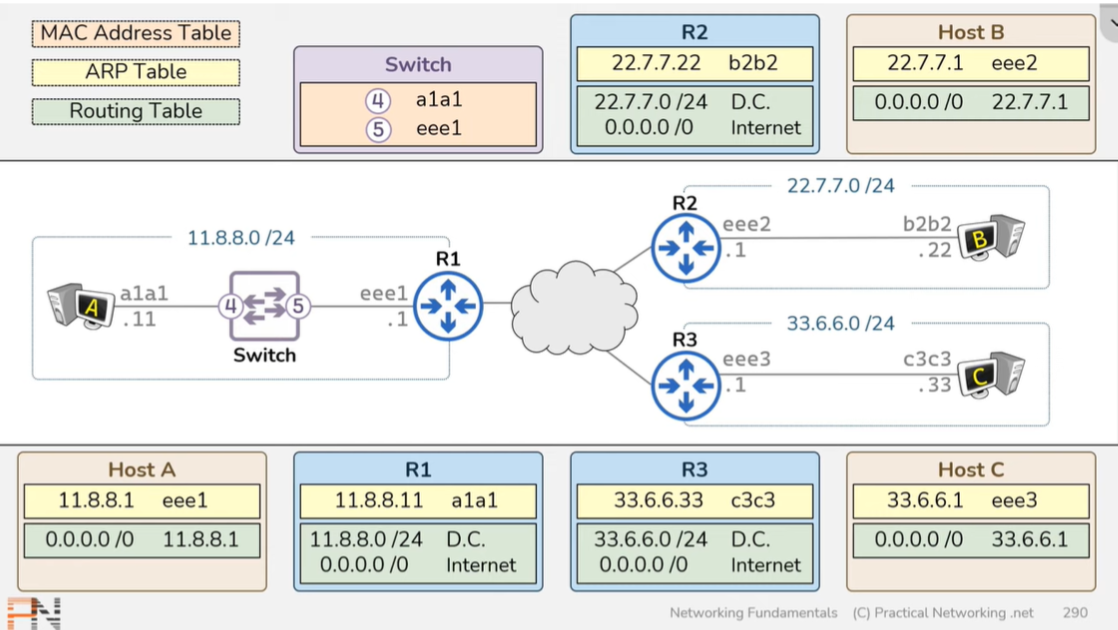 MAC Address Table
ARP Table
Routing Table
Switch
4 a1a1
5 eee1
R2
22.7.7.22 b2b2
22.7.7.0 /24 D.C.
0.0.0.0 /0 Internet
Host B
22.7.7.1 eee2
0.0.0.0 /0 22.7.7.1
11.8.8.0 /24
A
a1a1
.11
4
5
Switch
eee1
.1
R1
22.7.7.0 /24
R2
eee2
.1
b2b2
.22
B
33.6.6.0 /24
R3
eee3
.1
c3c3
.33
C
Host A
11.8.8.1 eee1
0.0.0.0 /0 11.8.8.1
R1
11.8.8.11 a1a1
11.8.8.0 /24 D.C.
0.0.0.0 /0 Internet
R3
33.6.6.33 c3c3
33.6.6.0 /24 D.C.
0.0.0.0 /0 Internet
Host C
33.6.6.1 eee3
0.0.0.0 /0 33.6.6.1
PN
Networking Fundamentals (C) Practical Networking .net 290